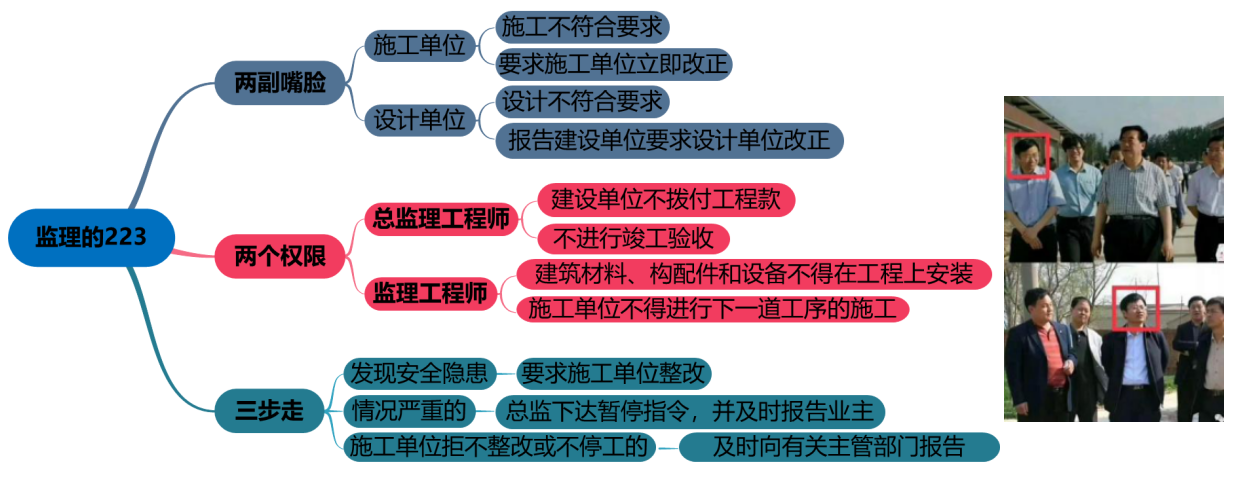 监理的223
两副嘴脸
施工单位
施工不符合要求
要求施工单位立即改正
设计单位
设计不符合要求
报告建设单位要求设计单位改正
两个权限
总监理工程师
建设单位不拨付工程款
不进行竣工验收
监理工程师
建筑材料、构配件和设备不得在工程上安装
施工单位不得进行下一道工序的施工
三步走
发现安全隐患
要求施工单位整改
情况严重的
总监下达暂停指令，并及时报告业主
施工单位拒不整改或不停工的
及时向有关主管部门报告